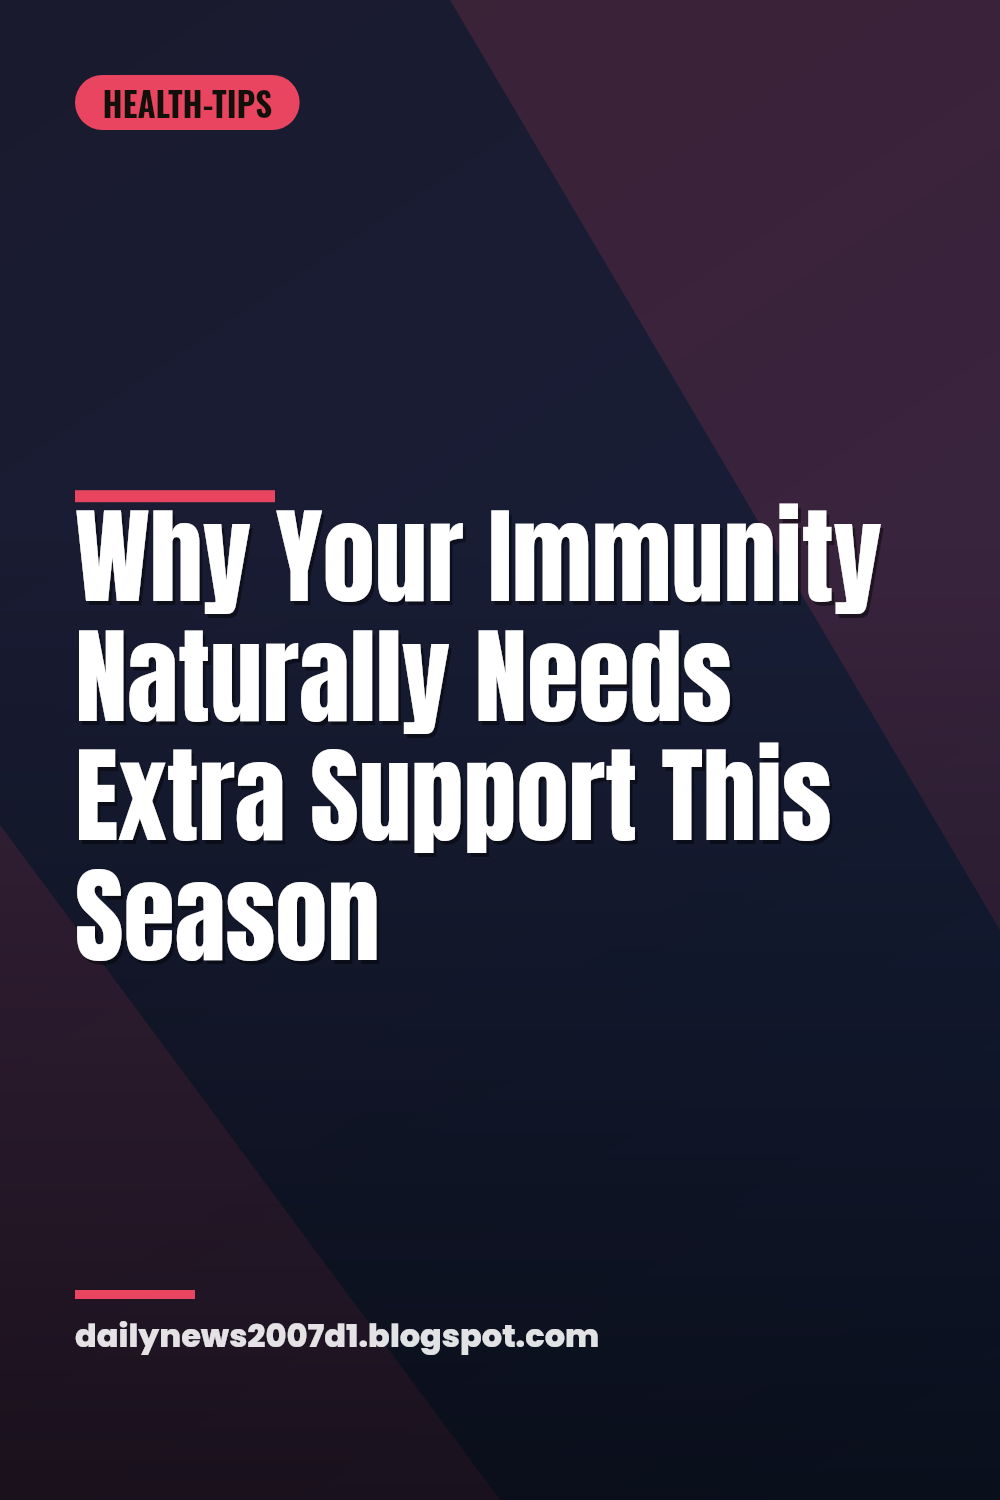 HEALTH-TIPS
Why Your Immunity
Naturally Needs
Extra Support This
Season
dailynews2007d1.blogspot.com